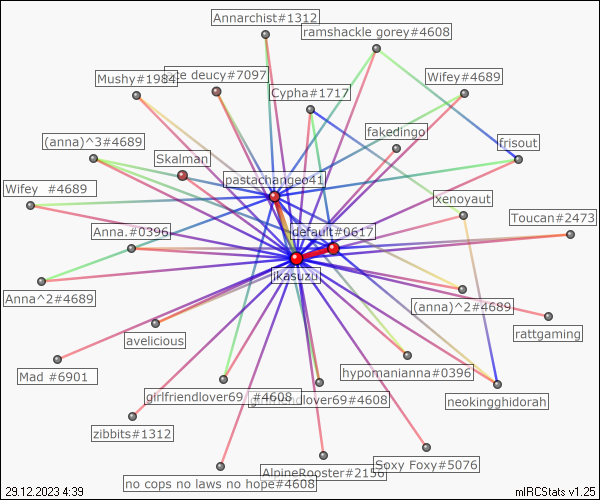 Annarchist#1312
ramshackle gorey#4608
Mushy#1984
te deucy#7097
Wifey#4689
Cypha#1717
fakedingo
(anna)^3#4689
frisout
Skalman
pastachangeo41
Wifey #4689
xenoyaut
Toucan#2473
Anna.#0396
default#0617
ikasuzu
Anna^2#4689
(anna)^2#4689
rattgaming
avelicious
hypomanianna#0396
Mad #6901
girlfriendlover69 #4608
girlfriendlover69#4608
neokingghidorah
zibbits#1312
Soxy Foxy#5076
AlpineRooster#2156
no cops no laws no hope#4608
29.12.2023 4:39
mIRCStats v1.25